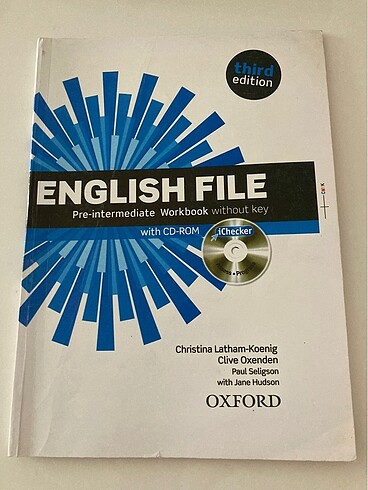 third
edition
ENGLISH FILE
Pre-intermediate Workbook without key
with CD-ROM
iChecker
Christina Latham-Koenig
Clive Oxenden
Paul Seligson
with Jane Hudson
OXFORD